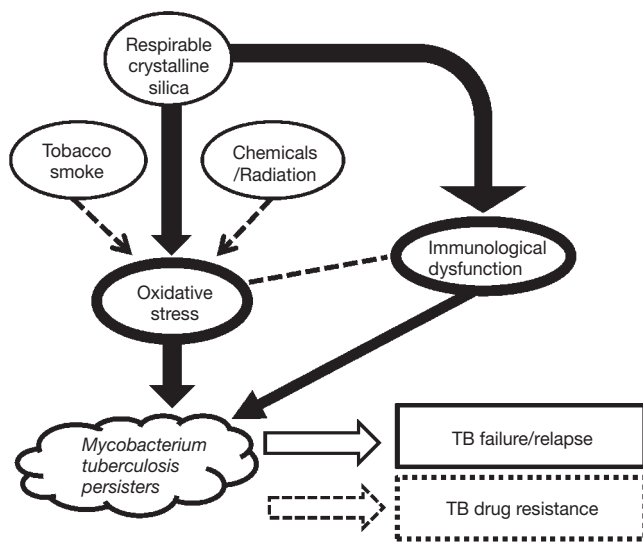 Respirable
crystalline
silica
Tobacco
smoke
Chemicals
/Radiation
Immunological
dysfunction
Oxidative
stress
Mycobacterium
tuberculosis
persisters
TB failure/relapse
TB drug resistance